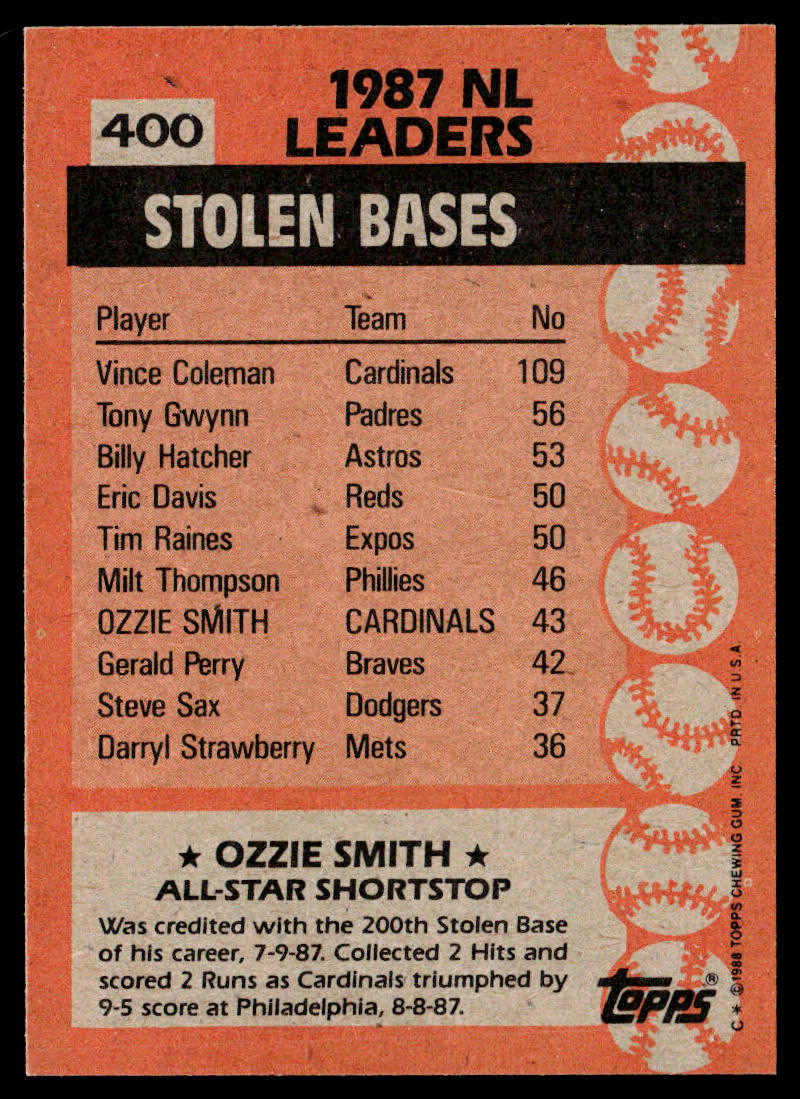 400
1987 NL
LEADERS
STOLEN BASES
Player Team No
Vince Coleman Cardinals 109
Tony Gwynn Padres 56
Billy Hatcher Astros 53
Eric Davis Reds 50
Tim Raines Expos 50
Milt Thompson Phillies 46
OZZIE SMITH CARDINALS 43
Gerald Perry Braves 42
Steve Sax Dodgers 37
Darryl Strawberry Mets 36
★ OZZIE SMITH ★
ALL-STAR SHORTSTOP
Was credited with the 200th Stolen Base
of his career, 7-9-87. Collected 2 Hits and
scored 2 Runs as Cardinals triumphed by
9-5 score at Philadelphia, 8-8-87.
topps®
C* ©1988 TOPPS CHEWING GUM, INC. PRTD. IN U.S.A.